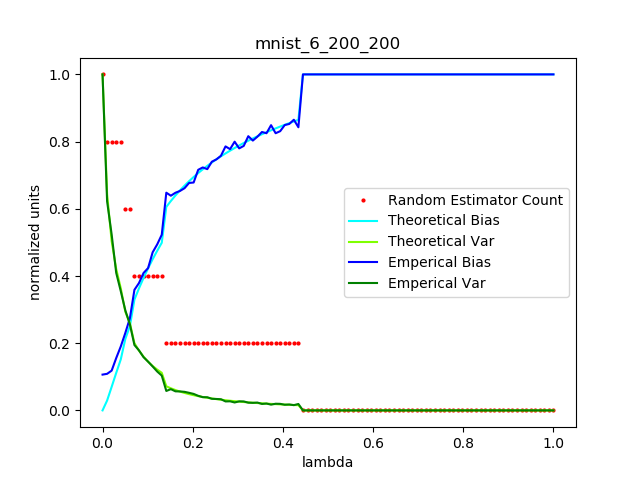 mnist_6_200_200
normalized units
1.0
0.8
0.6
0.4
0.2
0.0
Random Estimator Count
Theoretical Bias
Theoretical Var
Emperical Bias
Emperical Var
0.0 0.2 0.4 0.6 0.8 1.0
lambda